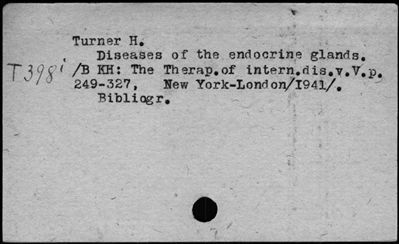 Turner H.
Diseases of the endocrine glands.
T398i /B KH: The Therap.of intern.dis.v.V.p.
249-327, New York-London/1941/.
Bibliogr.